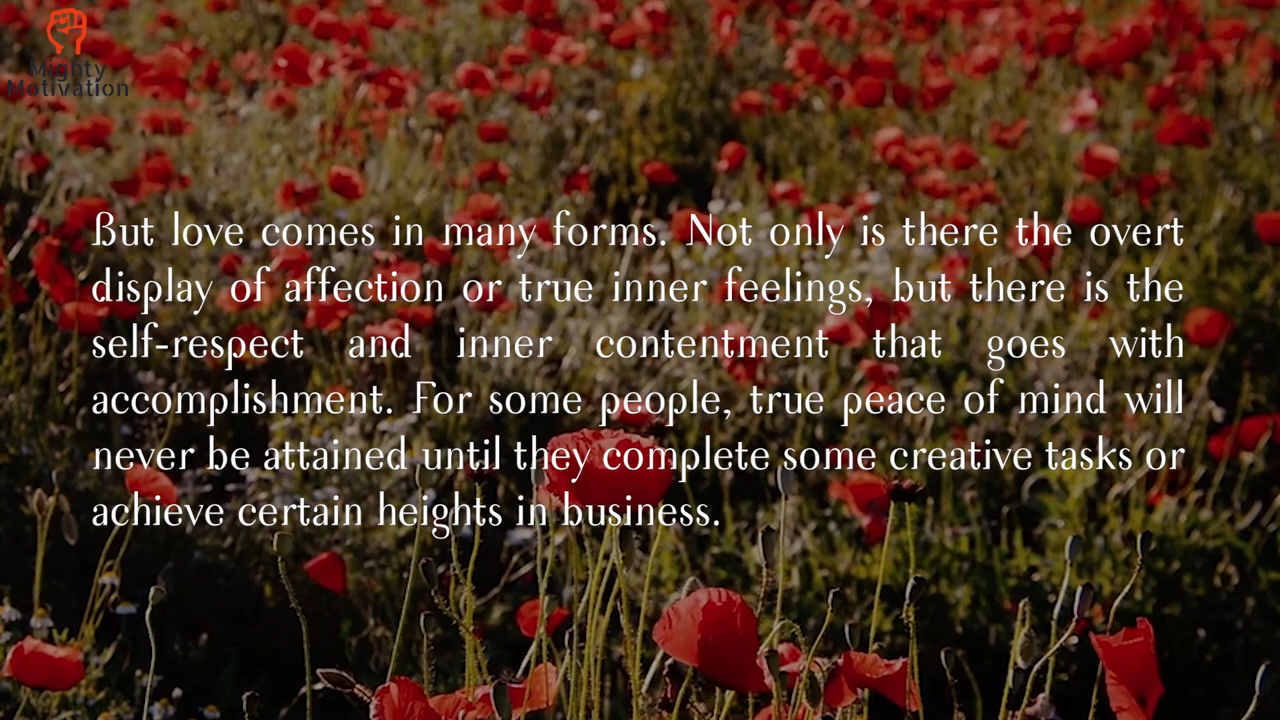 Mighty
Motivation
But love comes in many forms. Not only is there the overt
display of affection or true inner feelings, but there is the
self-respect and inner contentment that goes with
accomplishment. For some people, true peace of mind will
never be attained until they complete some creative tasks or
achieve certain heights in business.